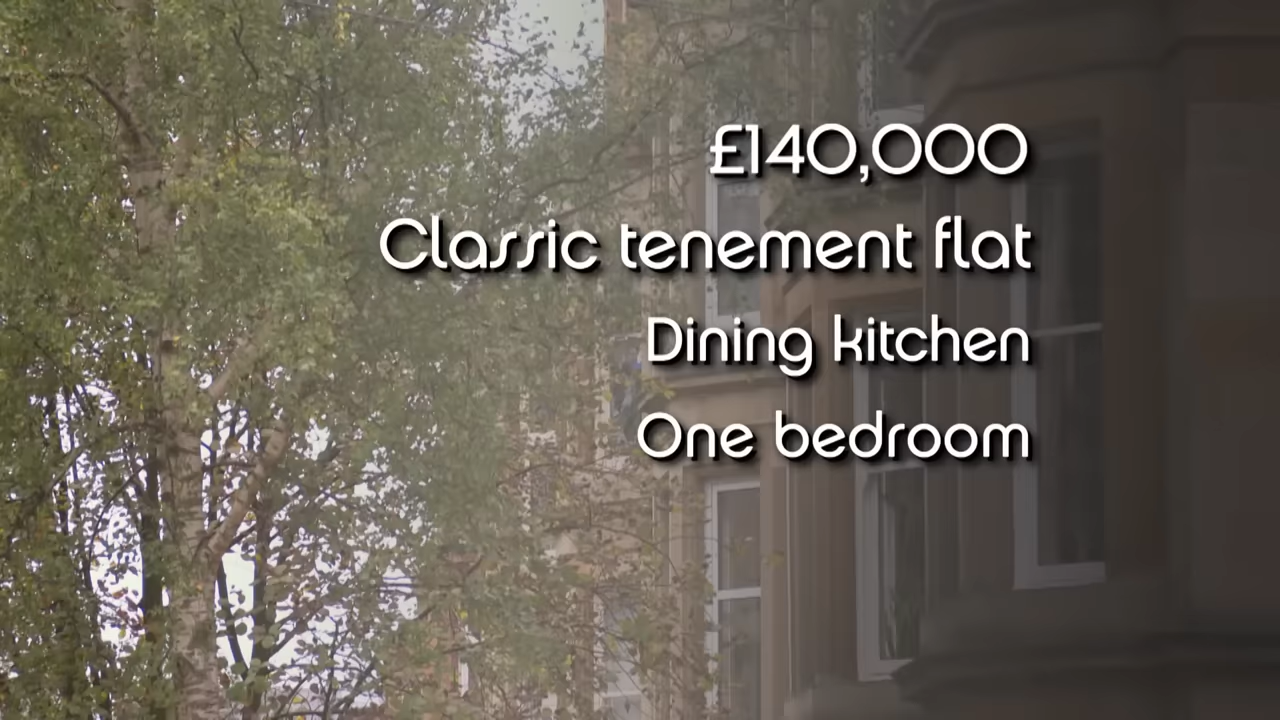 £140,000
Classic tenement flat
Dining kitchen
One bedroom